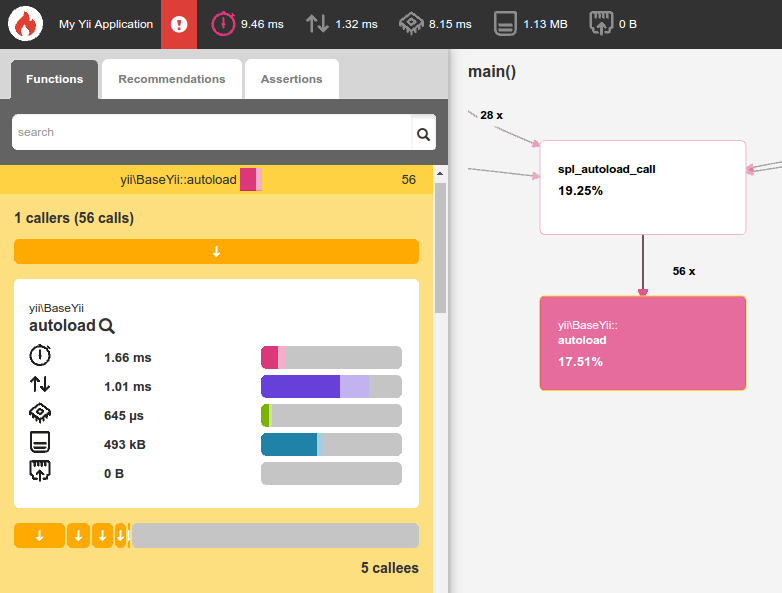 My Yii Application
9.46 ms
1.32 ms
8.15 ms
1.13 MB
0 B
Functions
Recommendations
Assertions
search
yii\BaseYii::autoload
56
1 callers (56 calls)
yii\BaseYii
autoload
1.66 ms
1.01 ms
645 µs
493 kB
0 B
5 callees
main()
28 x
spl_autoload_call
19.25%
56 x
yii\BaseYii::
autoload
17.51%